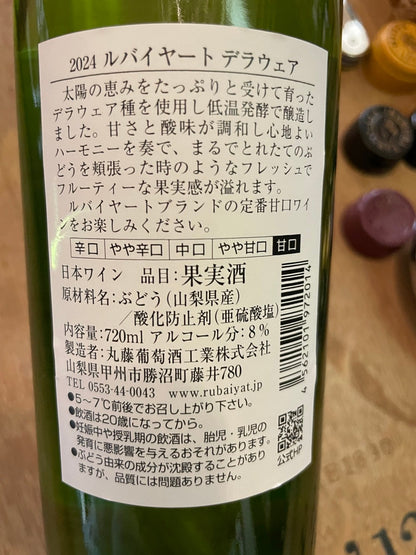 2024 ルバイヤート デラウェア
太陽の恵みをたっぷりと受けて育った
デラウェア種を使用し低温発酵で醸造し
ました。甘さと酸味が調和し心地よい
ハーモニーを奏で、まるでとれたてのぶ
どうを頬張った時のようなフレッシュで
フルーティーな果実感が溢れます。
ルバイヤートブランドの定番甘口ワイ
ンをお楽しみください。
辛口 やや辛口 中口 やや甘口 甘口
日本ワイン 品目:果実酒
原材料名:ぶどう(山梨県産)
/酸化防止剤(亜硫酸塩)
内容量:720ml アルコール分:8%
製造者:丸藤葡萄酒工業株式会社
山梨県甲州市勝沼町藤井780
TEL 0553-44-0043 www.rubaiyat.jp
●5~7℃前後でお召し上がり下さい。
●飲酒は20歳になってから。
●妊娠中や授乳期の飲酒は、胎児・乳児の
発育に悪影響を与えるおそれがあります。
●ぶどう由来の成分が沈殿することがあり
ますが、品質には問題ありません。
公式HP
4562101972014